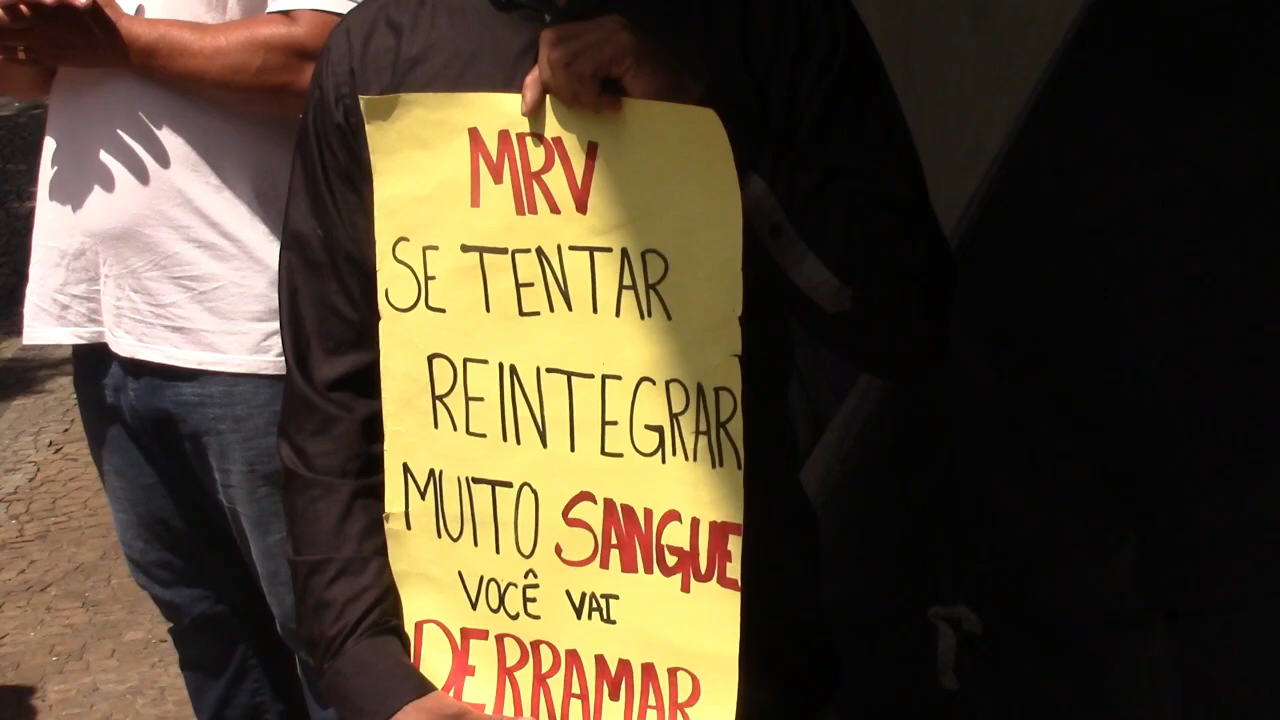 MRV
SE TENTAR
REINTEGRAR
MUITO SANGUE
VOCÊ VAI
DERRAMAR